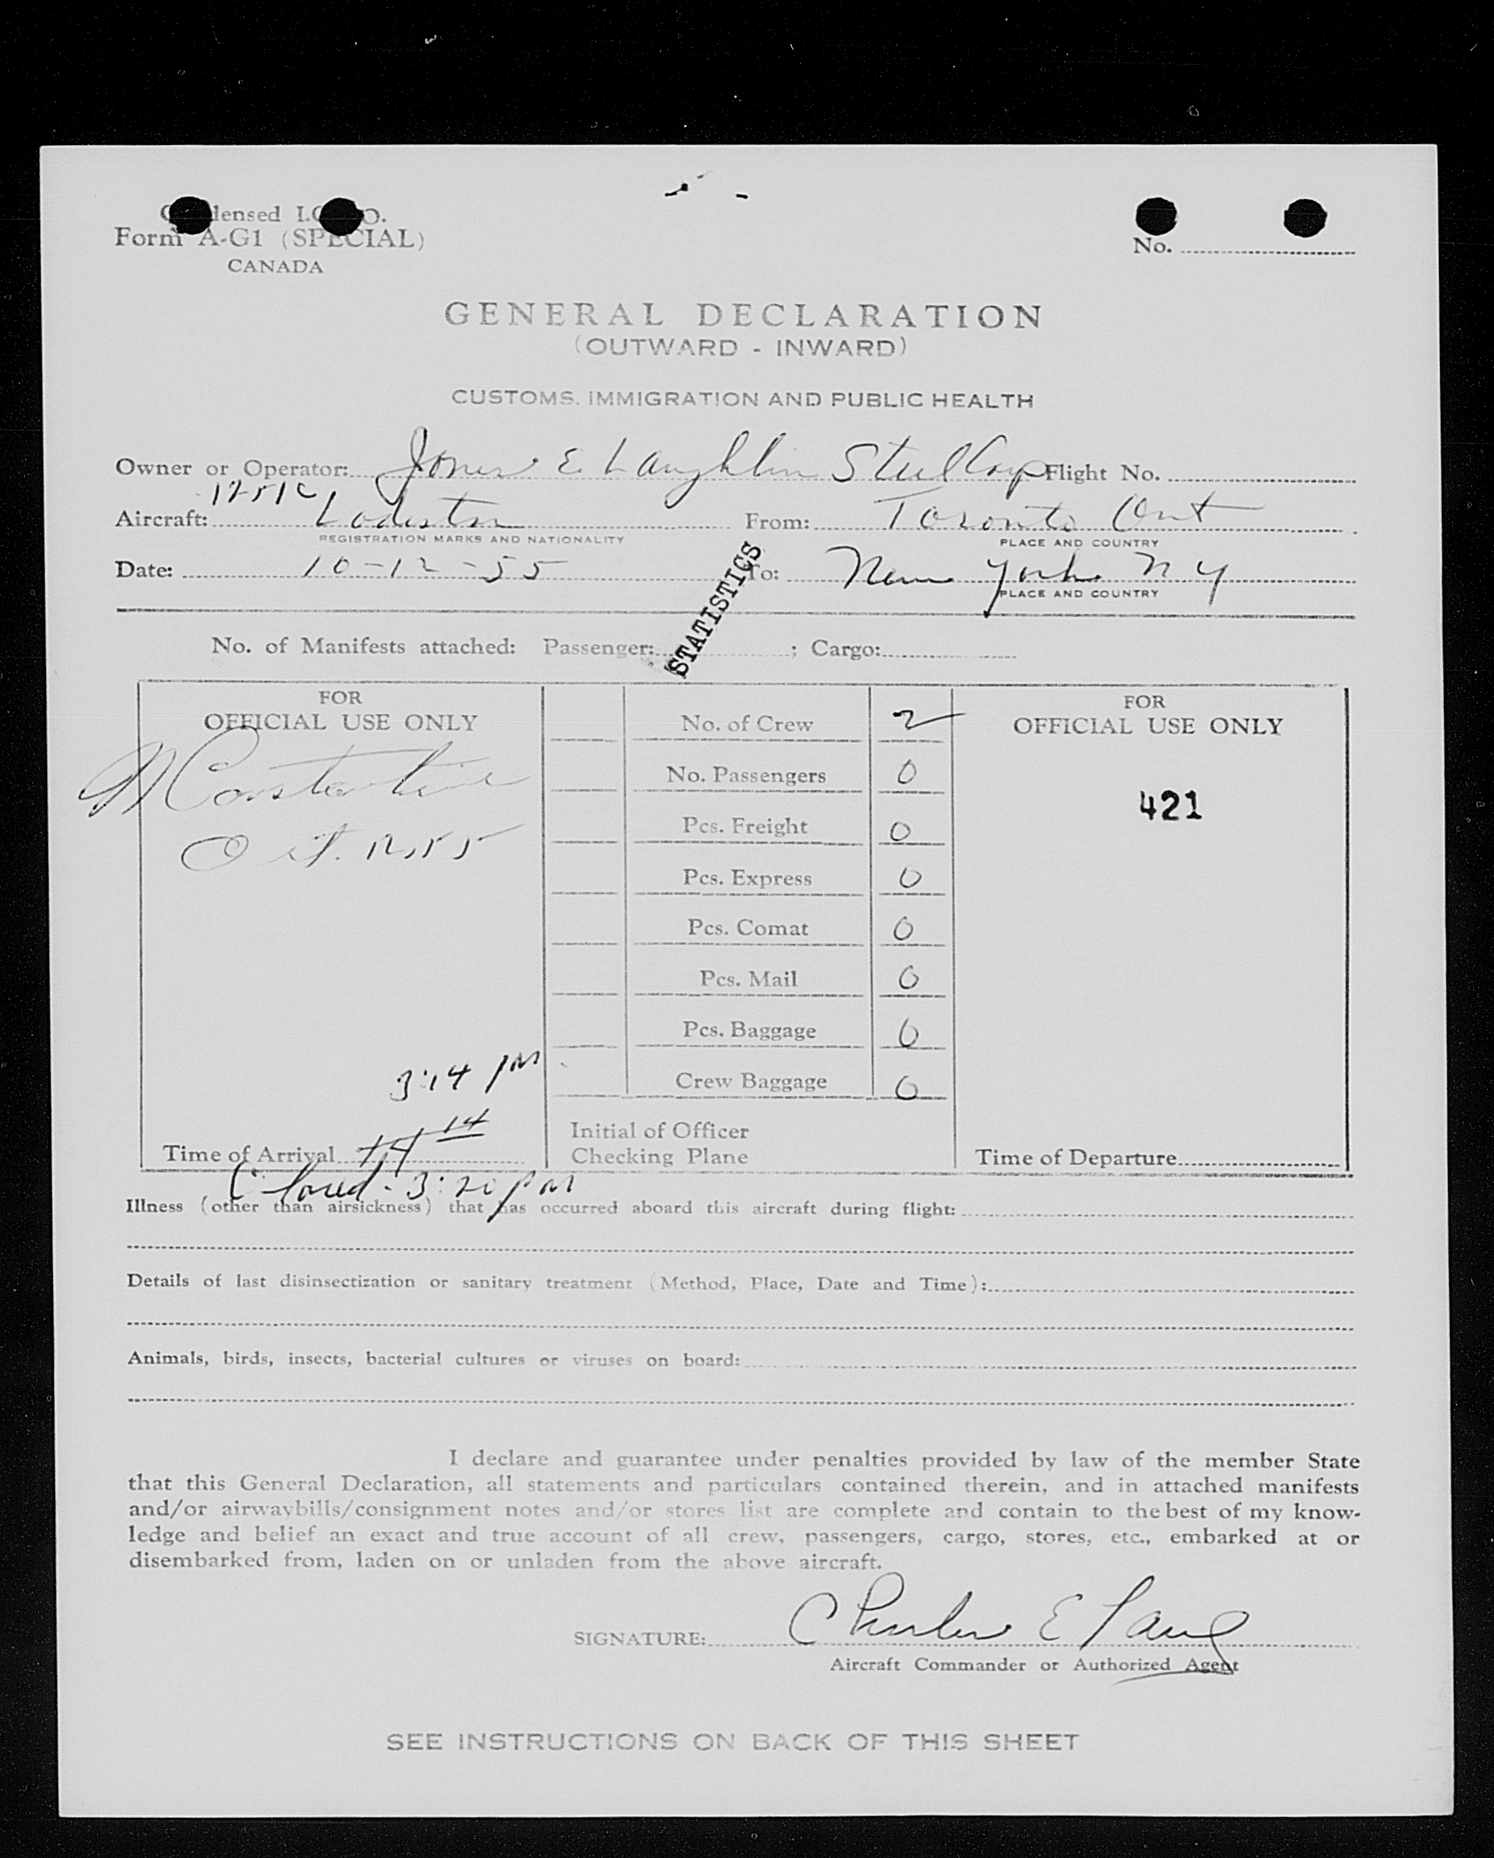 Condensed I.C.A.O.
Form A-G1 (SPECIAL)
CANADA
No.
GENERAL DECLARATION
(OUTWARD - INWARD)
CUSTOMS, IMMIGRATION AND PUBLIC HEALTH
Owner or Operator: Jones & Laughlin Steel Corp Flight No.
1251C
Aircraft: Lodestar From: Toronto Ont
REGISTRATION MARKS AND NATIONALITY PLACE AND COUNTRY
Date: 10-12-55 To: New York N Y
PLACE AND COUNTRY
STATISTICS
No. of Manifests attached: Passenger: ; Cargo:
FOR
OFFICIAL USE ONLY
Constantine
Oct. 12, 55
3:14 PM
14
Time of Arrival
Closed - 3:20 PM
No. of Crew 2
No. Passengers 0
Pcs. Freight 0
Pcs. Express 0
Pcs. Comat 0
Pcs. Mail 0
Pcs. Baggage 0
Crew Baggage 0
Initial of Officer
Checking Plane
FOR
OFFICIAL USE ONLY
421
Time of Departure
Illness (other than airsickness) that has occurred aboard this aircraft during flight:
Details of last disinsectization or sanitary treatment (Method, Place, Date and Time):
Animals, birds, insects, bacterial cultures or viruses on board:
I declare and guarantee under penalties provided by law of the member State
that this General Declaration, all statements and particulars contained therein, and in attached manifests
and/or airwaybills/consignment notes and/or stores list are complete and contain to the best of my know-
ledge and belief an exact and true account of all crew, passengers, cargo, stores, etc., embarked at or
disembarked from, laden on or unladen from the above aircraft.
SIGNATURE: Charles E
Aircraft Commander or Authorized Agent
SEE INSTRUCTIONS ON BACK OF THIS SHEET